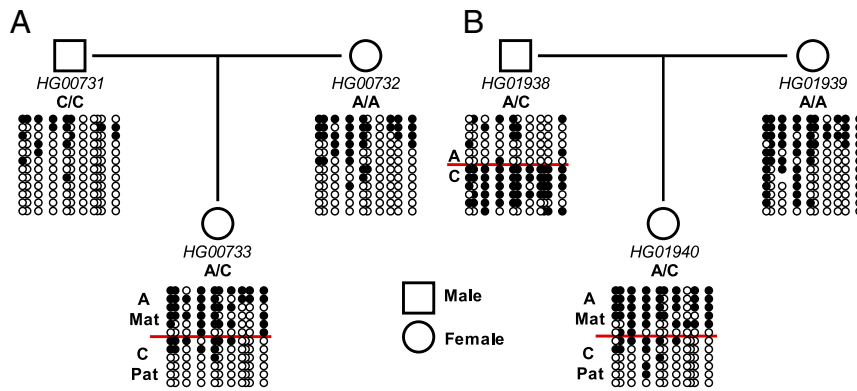 A
HG00731
C/C
HG00732
A/A
HG00733
A/C
A
Mat
C
Pat
B
HG01938
A/C
A
C
HG01939
A/A
HG01940
A/C
A
Mat
C
Pat
Male
Female